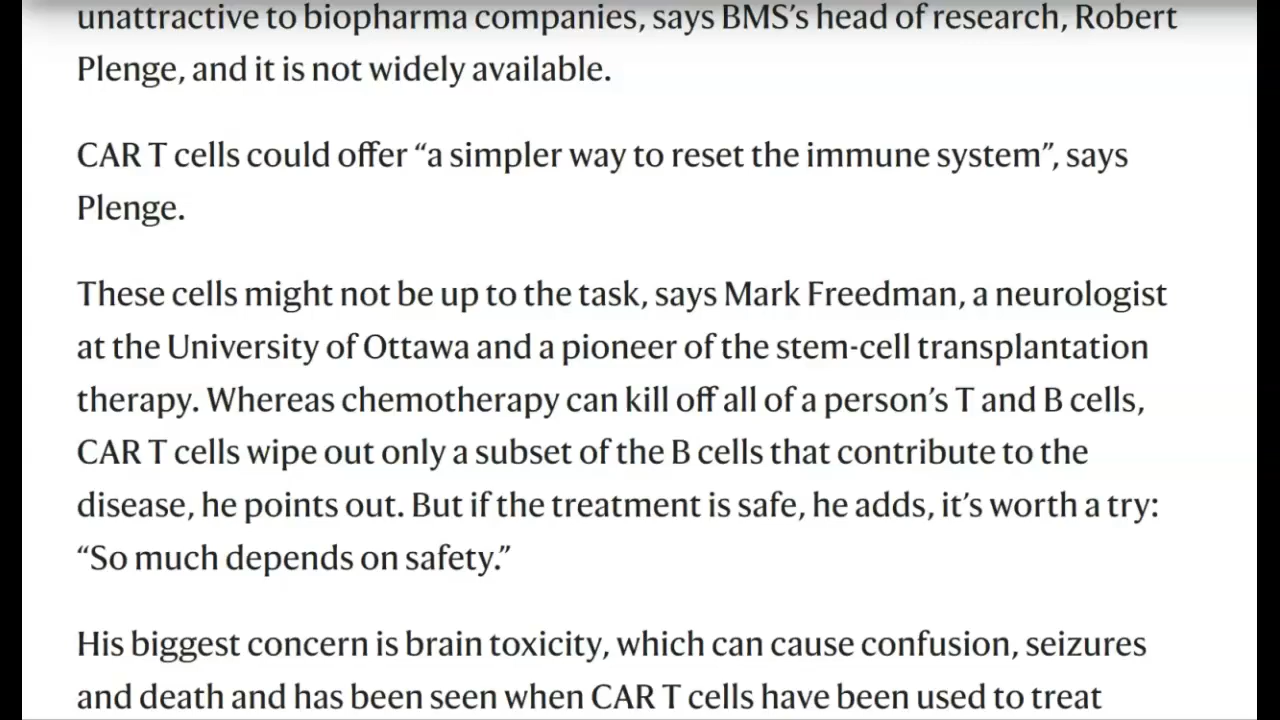 unattractive to biopharma companies, says BMS’s head of research, Robert
Plenge, and it is not widely available.
CAR T cells could offer “a simpler way to reset the immune system”, says
Plenge.
These cells might not be up to the task, says Mark Freedman, a neurologist
at the University of Ottawa and a pioneer of the stem-cell transplantation
therapy. Whereas chemotherapy can kill off all of a person’s T and B cells,
CAR T cells wipe out only a subset of the B cells that contribute to the
disease, he points out. But if the treatment is safe, he adds, it’s worth a try:
“So much depends on safety.”
His biggest concern is brain toxicity, which can cause confusion, seizures
and death and has been seen when CAR T cells have been used to treat